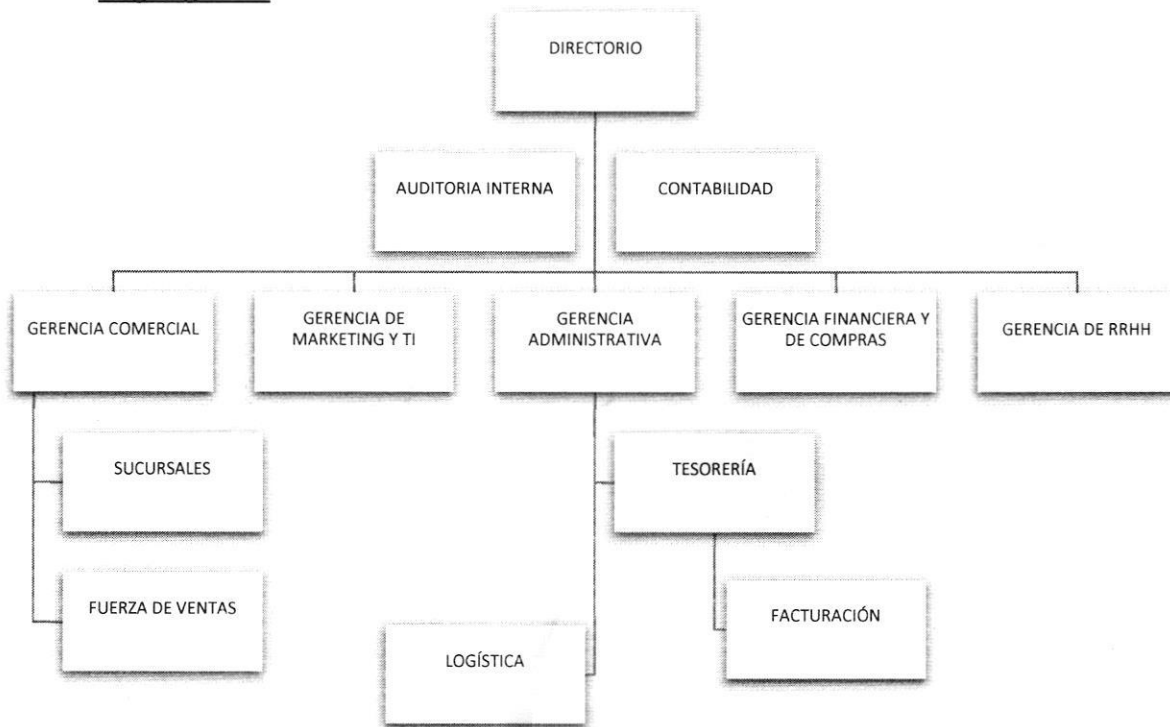 DIRECTORIO
AUDITORIA INTERNA
CONTABILIDAD
GERENCIA COMERCIAL
GERENCIA DE
MARKETING Y TI
GERENCIA
ADMINISTRATIVA
GERENCIA FINANCIERA Y
DE COMPRAS
GERENCIA DE RRHH
SUCURSALES
TESORERÍA
FUERZA DE VENTAS
FACTURACIÓN
LOGÍSTICA